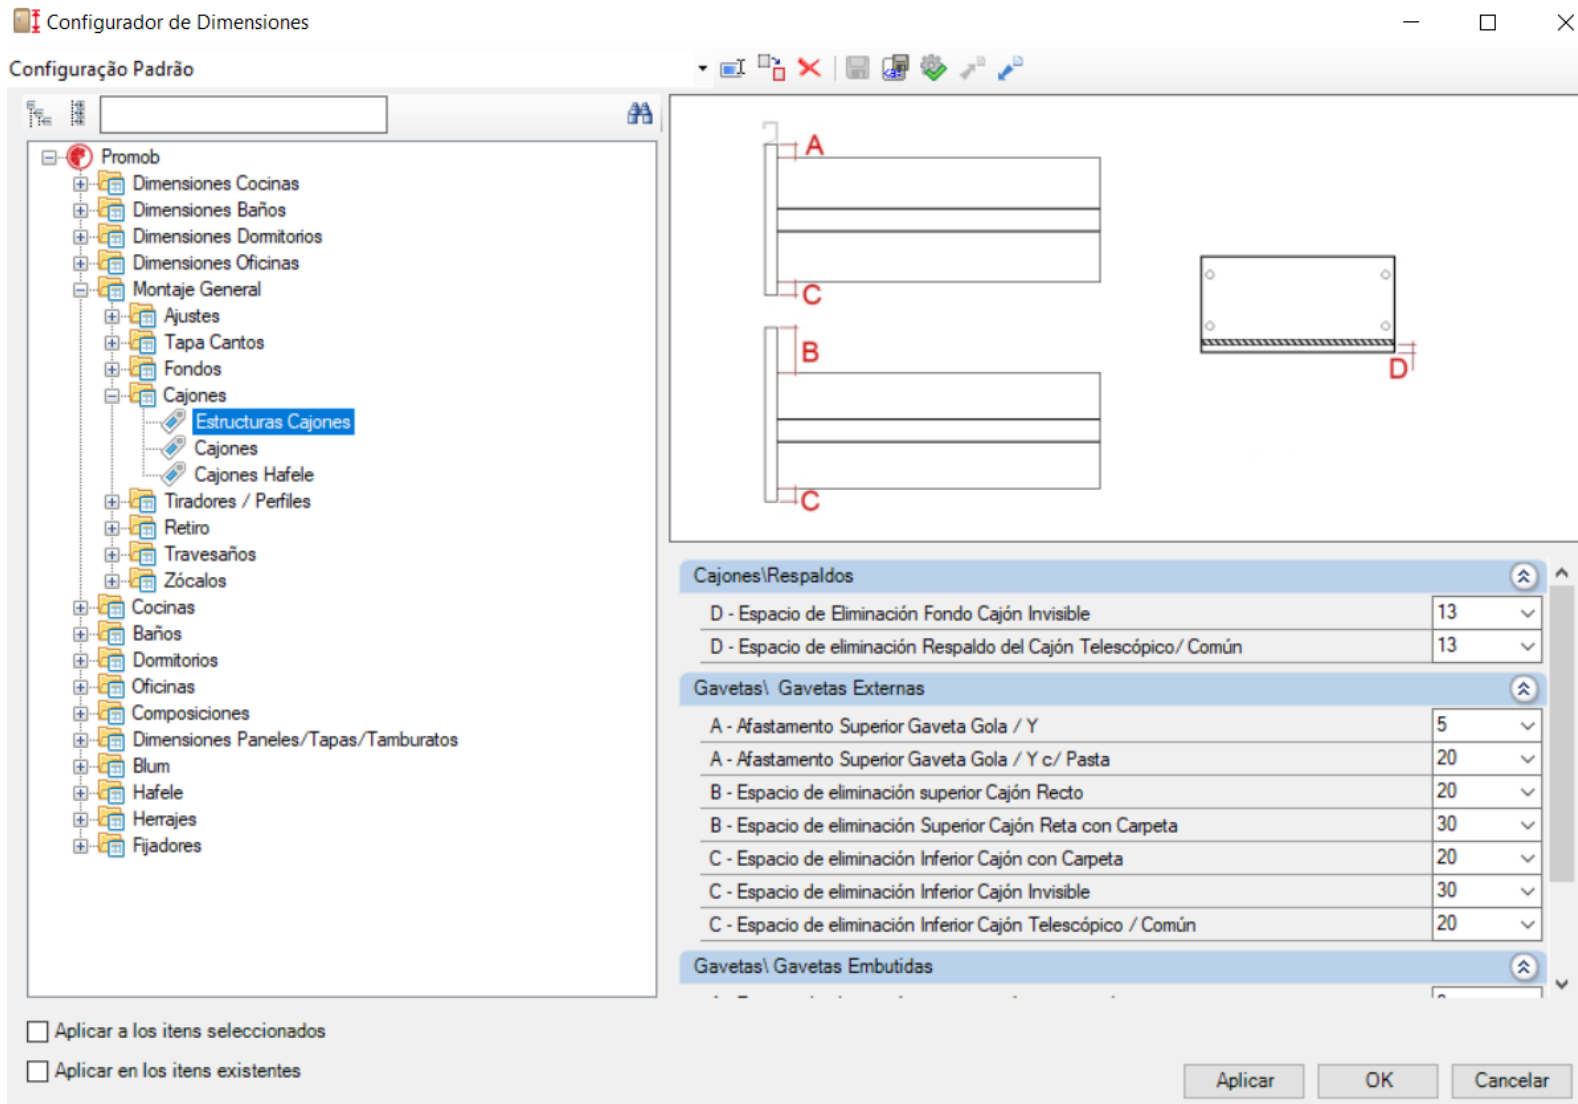 Configurador de Dimensiones
Configuração Padrão
Promob
Dimensiones Cocinas
Dimensiones Baños
Dimensiones Dormitorios
Dimensiones Oficinas
Montaje General
Ajustes
Tapa Cantos
Fondos
Cajones
Estructuras Cajones
Cajones
Cajones Hafele
Tiradores / Perfiles
Retiro
Travesaños
Zócalos
Cocinas
Baños
Dormitorios
Oficinas
Composiciones
Dimensiones Paneles/Tapas/Tamburatos
Blum
Hafele
Herrajes
Fijadores
A
C
B
C
D
Cajones\Respaldos
D - Espacio de Eliminación Fondo Cajón Invisible 13
D - Espacio de eliminación Respaldo del Cajón Telescópico/ Común 13
Gavetas\ Gavetas Externas
A - Afastamento Superior Gaveta Gola / Y 5
A - Afastamento Superior Gaveta Gola / Y c/ Pasta 20
B - Espacio de eliminación superior Cajón Recto 20
B - Espacio de eliminación Superior Cajón Reta con Carpeta 30
C - Espacio de eliminación Inferior Cajón con Carpeta 20
C - Espacio de eliminación Inferior Cajón Invisible 30
C - Espacio de eliminación Inferior Cajón Telescópico / Común 20
Gavetas\ Gavetas Embutidas
Aplicar a los itens seleccionados
Aplicar en los itens existentes
Aplicar
OK
Cancelar